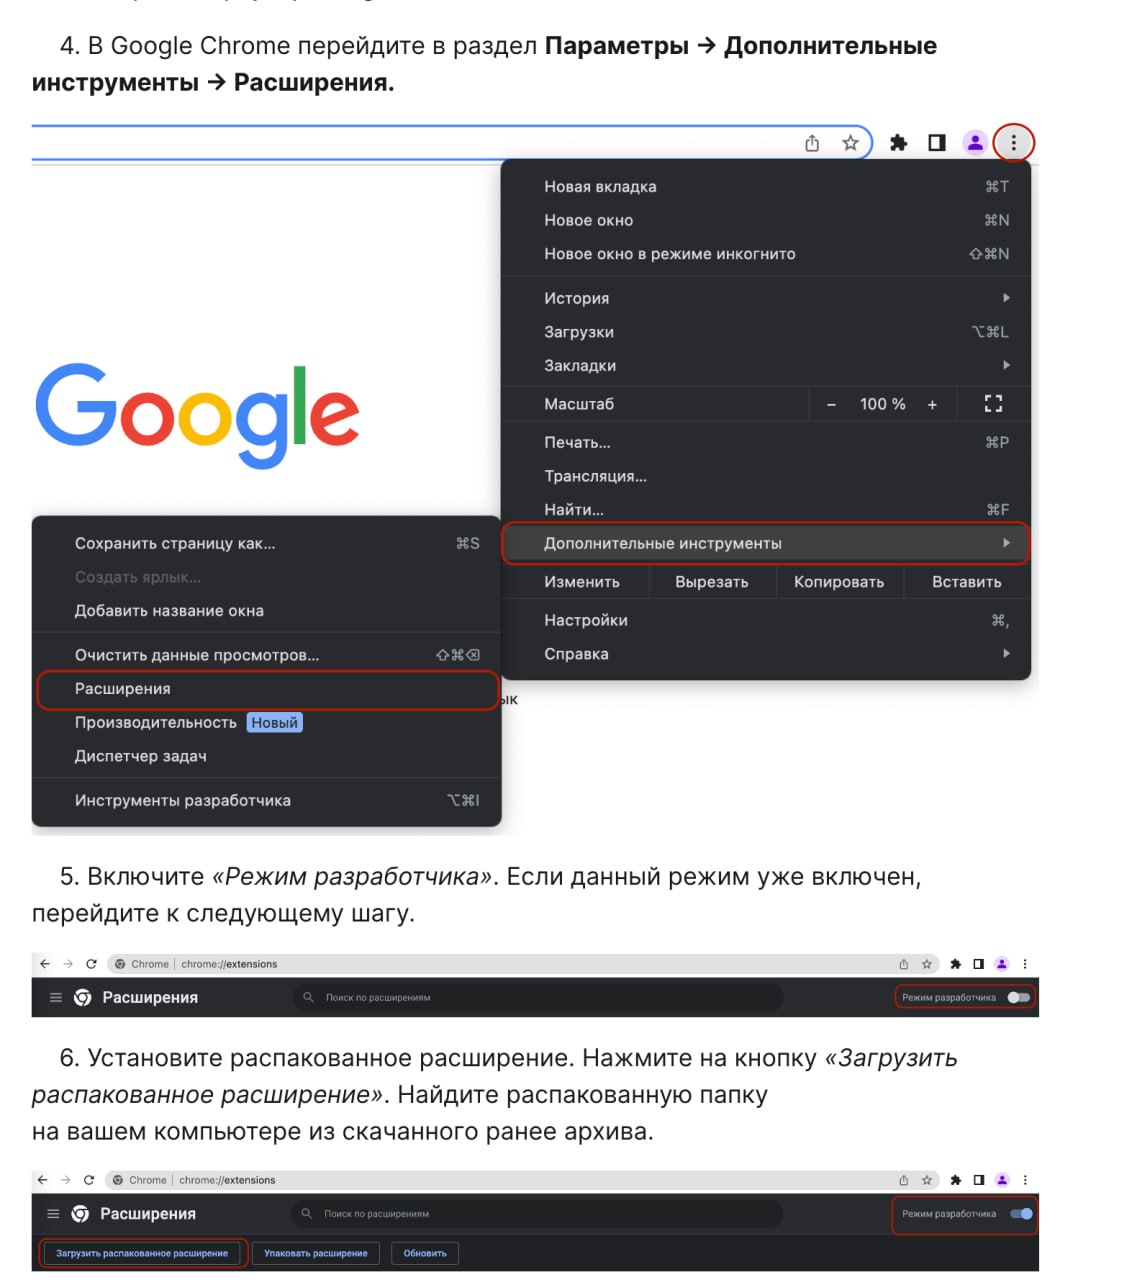 4. В Google Chrome перейдите в раздел Параметры → Дополнительные
инструменты → Расширения.
Новая вкладка ⌘T
Новое окно ⌘N
Новое окно в режиме инкогнито ⇧⌘N
История
Загрузки ⌥⌘L
Закладки
Масштаб – 100 % +
Печать... ⌘P
Трансляция...
Найти... ⌘F
Дополнительные инструменты
Изменить Вырезать Копировать Вставить
Настройки ⌘,
Справка
Google
Сохранить страницу как... ⌘S
Создать ярлык...
Добавить название окна
Очистить данные просмотров... ⇧⌘⌫
Расширения
Производительность Новый
Диспетчер задач
Инструменты разработчика ⌥⌘I
ык
5. Включите «Режим разработчика». Если данный режим уже включен,
перейдите к следующему шагу.
Chrome | chrome://extensions
Расширения Поиск по расширениям Режим разработчика
6. Установите распакованное расширение. Нажмите на кнопку «Загрузить
распакованное расширение». Найдите распакованную папку
на вашем компьютере из скачанного ранее архива.
Chrome | chrome://extensions
Расширения Поиск по расширениям Режим разработчика
Загрузить распакованное расширение Упаковать расширение Обновить